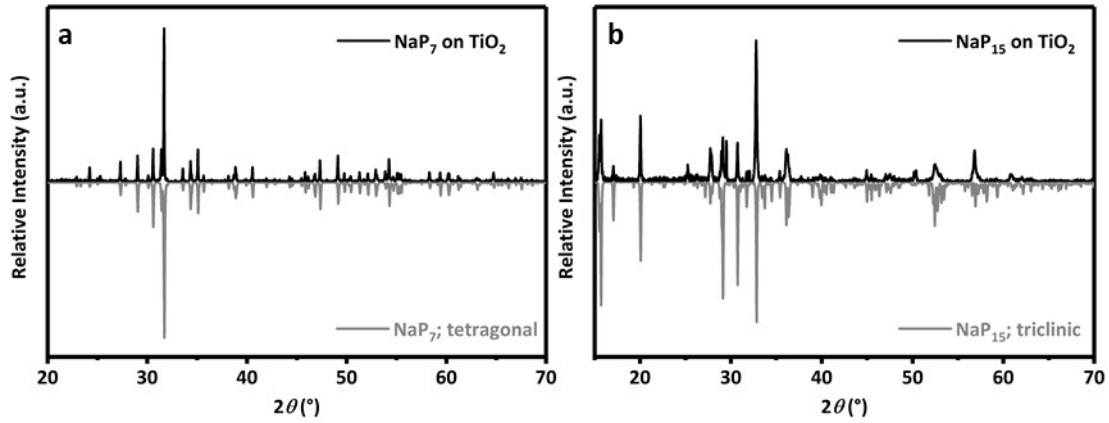 a
NaP₇ on TiO₂
Relative Intensity (a.u.)
NaP₇; tetragonal
20 30 40 50 60 70
2θ (°)
b
NaP₁₅ on TiO₂
Relative Intensity (a.u.)
NaP₁₅; triclinic
20 30 40 50 60 70
2θ (°)